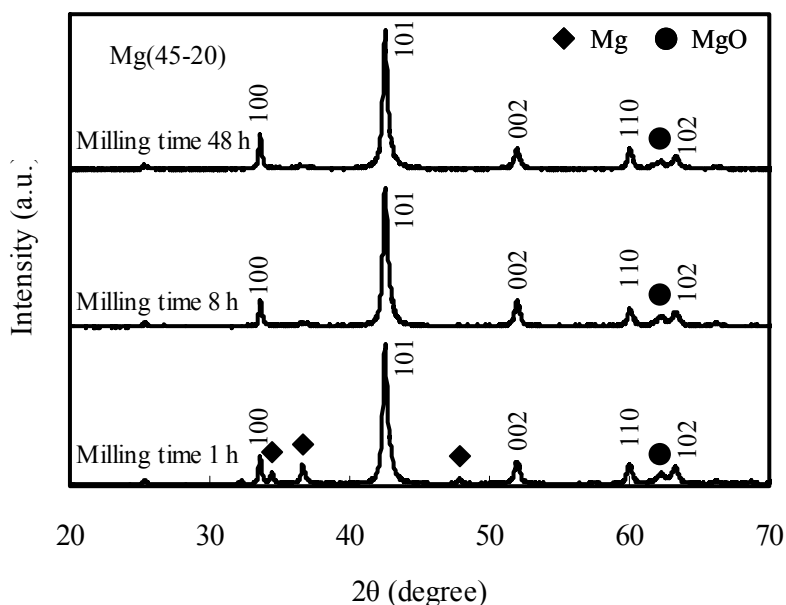 101
◆ Mg ● MgO
Mg(45-20)
100
002
110
102
Milling time 48 h
101
100
002
110
102
Milling time 8 h
101
100
002
110
102
Milling time 1 h
20 30 40 50 60 70
2θ (degree)
Intensity (a.u.)